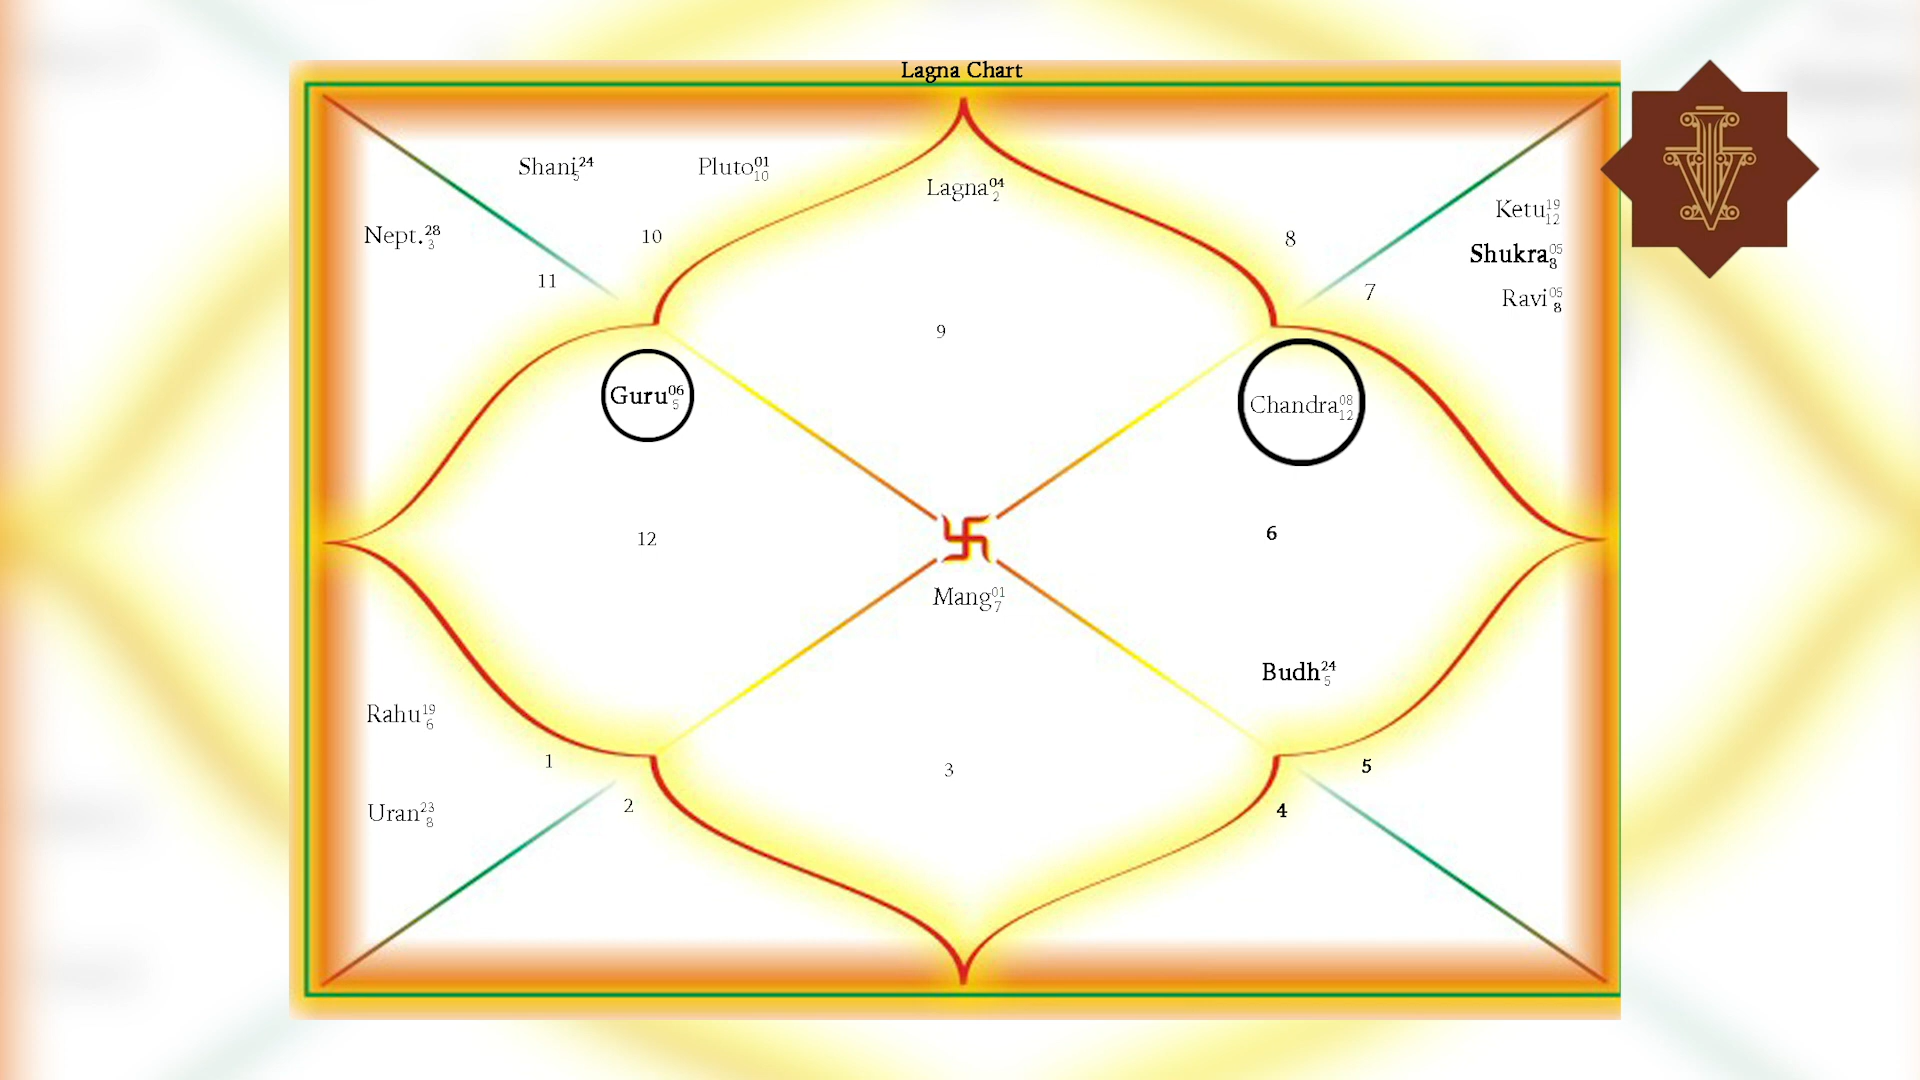 Lagna Chart
Shani 24 5
Pluto 01 10
Lagna 04 2
Ketu 19 12
Nept. 28 3
10
8
Shukra 05 8
11
7
Ravi 05 8
9
Guru 06 5
Chandra 08 12
12
6
Mang 01 7
Budh 24 5
Rahu 19 6
1
3
5
Uran 23 8
2
4